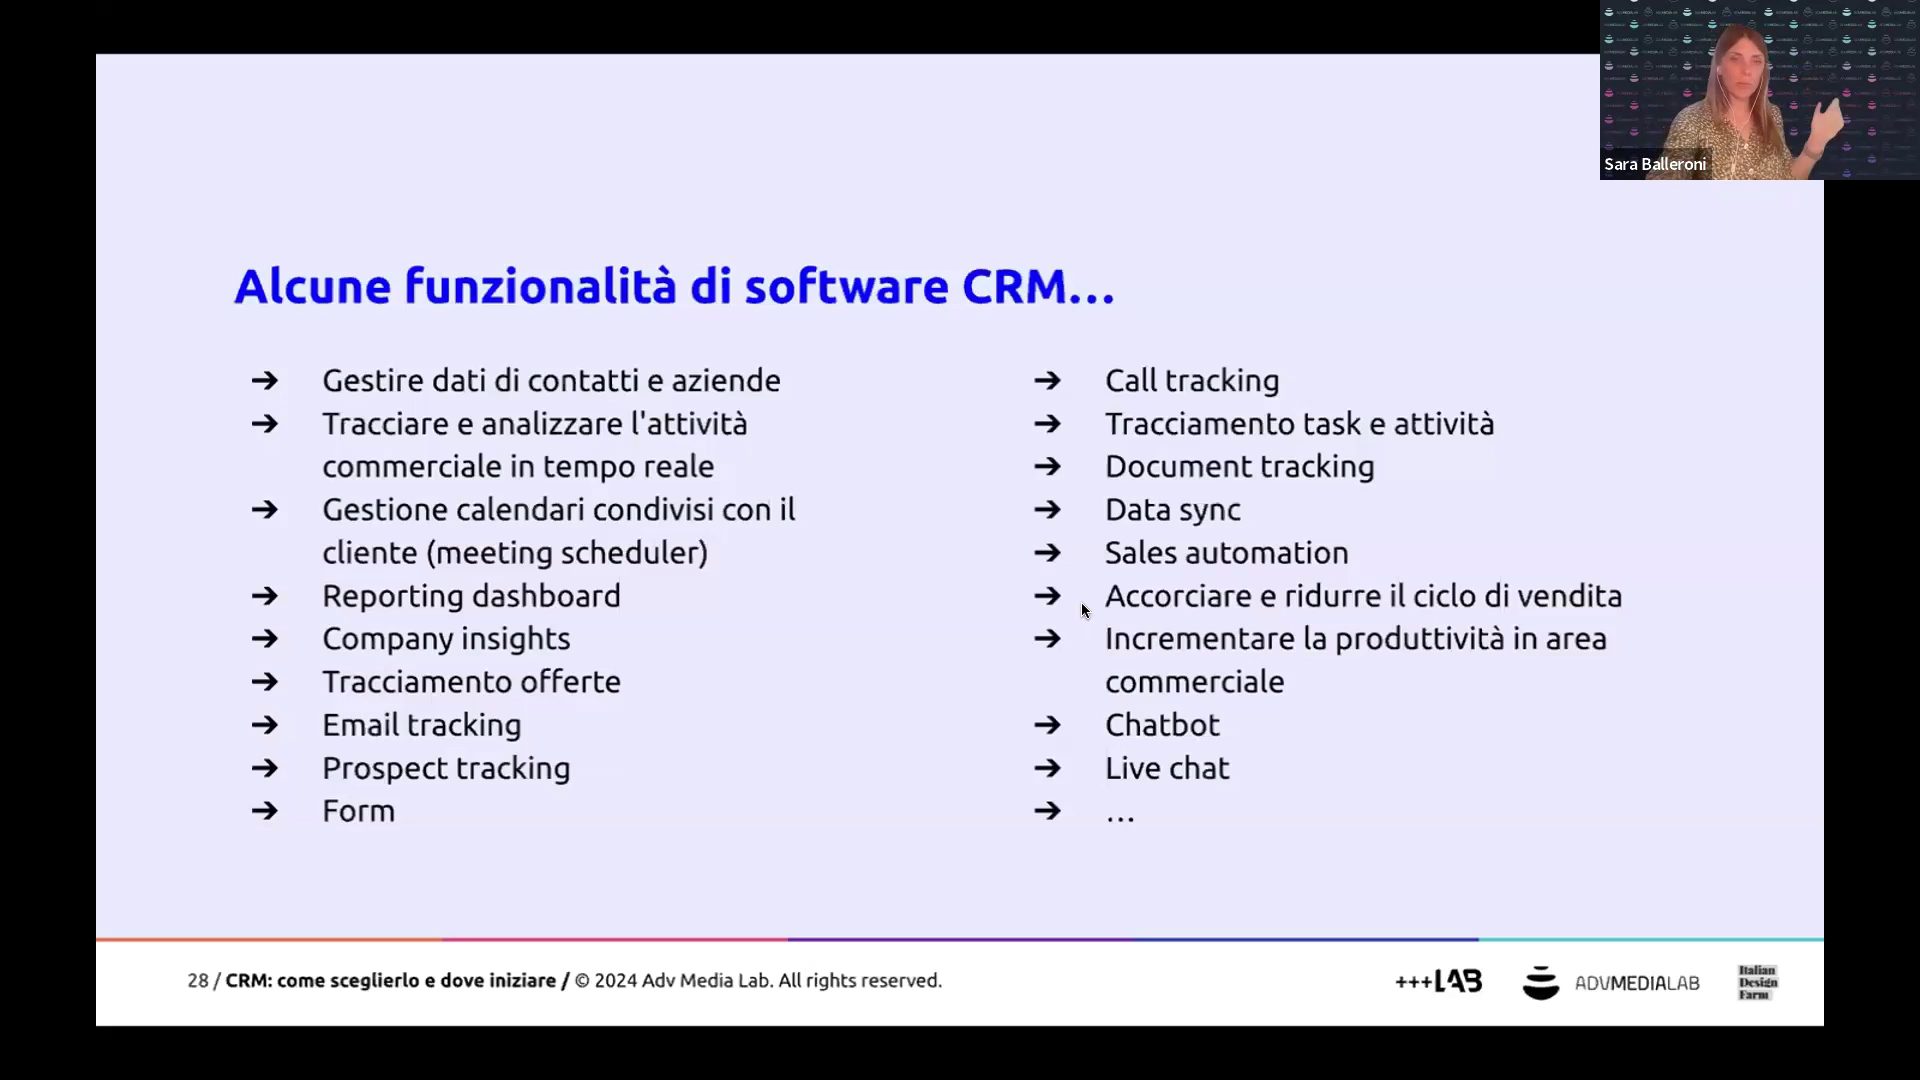 Sara Balleroni
Alcune funzionalità di software CRM...
➔ Gestire dati di contatti e aziende
➔ Tracciare e analizzare l'attività
commerciale in tempo reale
➔ Gestione calendari condivisi con il
cliente (meeting scheduler)
➔ Reporting dashboard
➔ Company insights
➔ Tracciamento offerte
➔ Email tracking
➔ Prospect tracking
➔ Form
➔ Call tracking
➔ Tracciamento task e attività
➔ Document tracking
➔ Data sync
➔ Sales automation
➔ Accorciare e ridurre il ciclo di vendita
➔ Incrementare la produttività in area
commerciale
➔ Chatbot
➔ Live chat
➔ ...
28 / CRM: come sceglierlo e dove iniziare / © 2024 Adv Media Lab. All rights reserved.
+++LAB
ADVMEDIALAB
Italian
Design
Farm